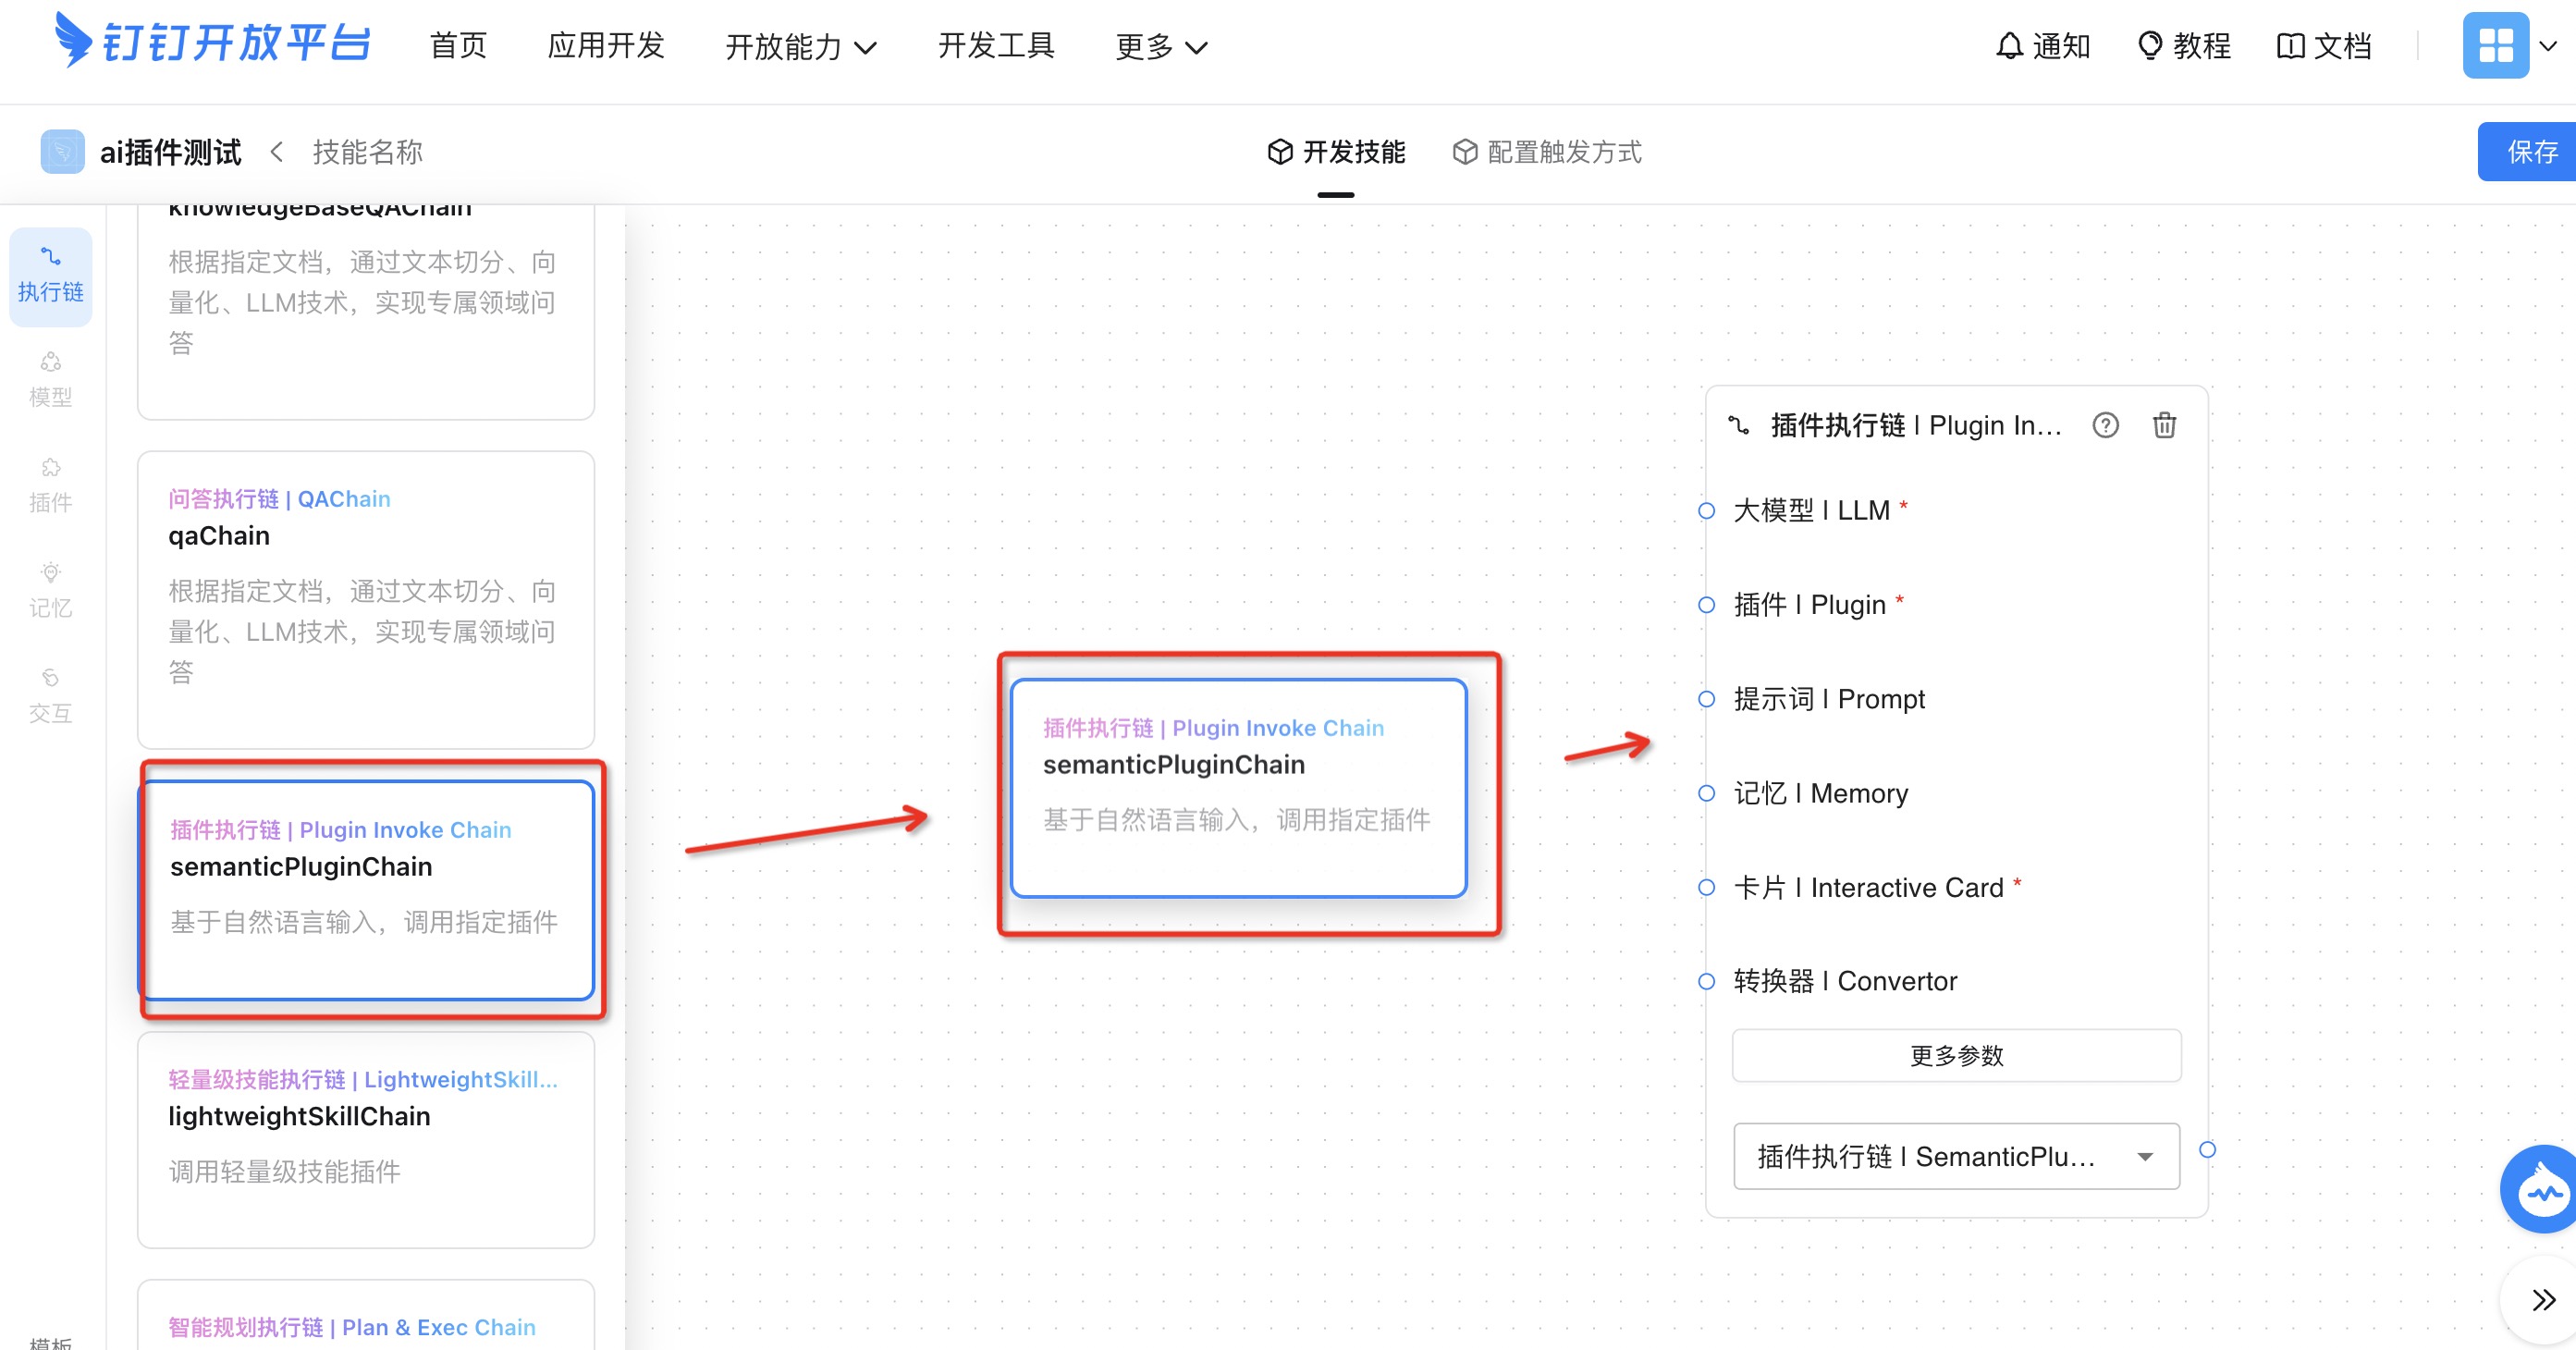 钉钉开放平台
首页
应用开发
开放能力
开发工具
更多
通知
教程
文档
ai插件测试
技能名称
开发技能
配置触发方式
保存
执行链
模型
插件
记忆
交互
模板
knowledgeBaseQAChain
根据指定文档，通过文本切分、向
量化、LLM技术，实现专属领域问
答
问答执行链 | QAChain
qaChain
根据指定文档，通过文本切分、向
量化、LLM技术，实现专属领域问
答
插件执行链 | Plugin Invoke Chain
semanticPluginChain
基于自然语言输入，调用指定插件
轻量级技能执行链 | LightweightSkill...
lightweightSkillChain
调用轻量级技能插件
智能规划执行链 | Plan & Exec Chain
插件执行链 | Plugin Invoke Chain
semanticPluginChain
基于自然语言输入，调用指定插件
插件执行链 | Plugin In...
大模型 | LLM *
插件 | Plugin *
提示词 | Prompt
记忆 | Memory
卡片 | Interactive Card *
转换器 | Convertor
更多参数
插件执行链 | SemanticPlu...